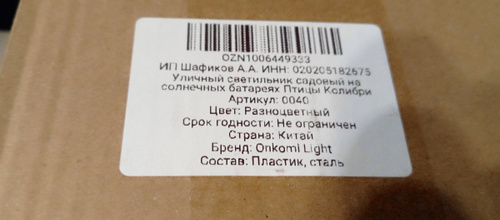 OZN1006449333
ИП Шафиков А.А. ИНН: 020205182675
Уличный светильник садовый на
солнечных батареях Птицы Колибри
Артикул: 0040
Цвет: Разноцветный
Срок годности: Не ограничен
Страна: Китай
Бренд: Onkomi Light
Состав: Пластик, сталь